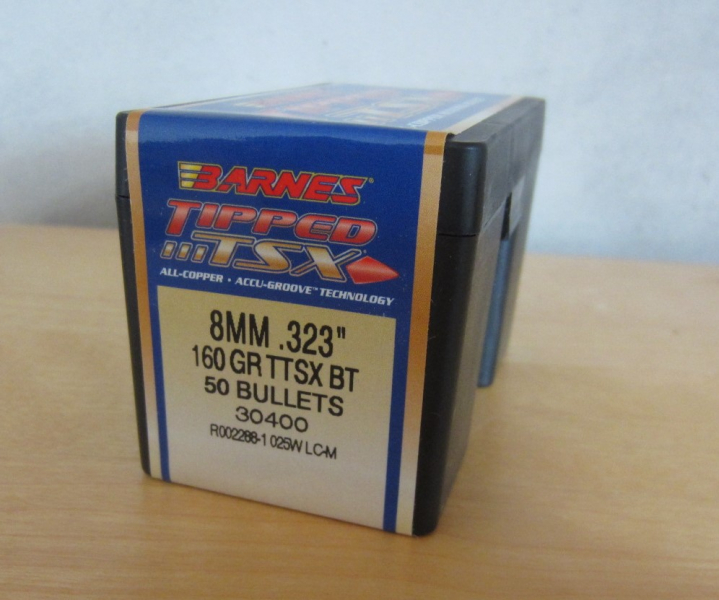 BARNES®
TIPPED
TSX
ALL-COPPER • ACCU-GROOVE™ TECHNOLOGY
8MM .323"
160 GR TTSX BT
50 BULLETS
30400
R002288-1 025W LC-M